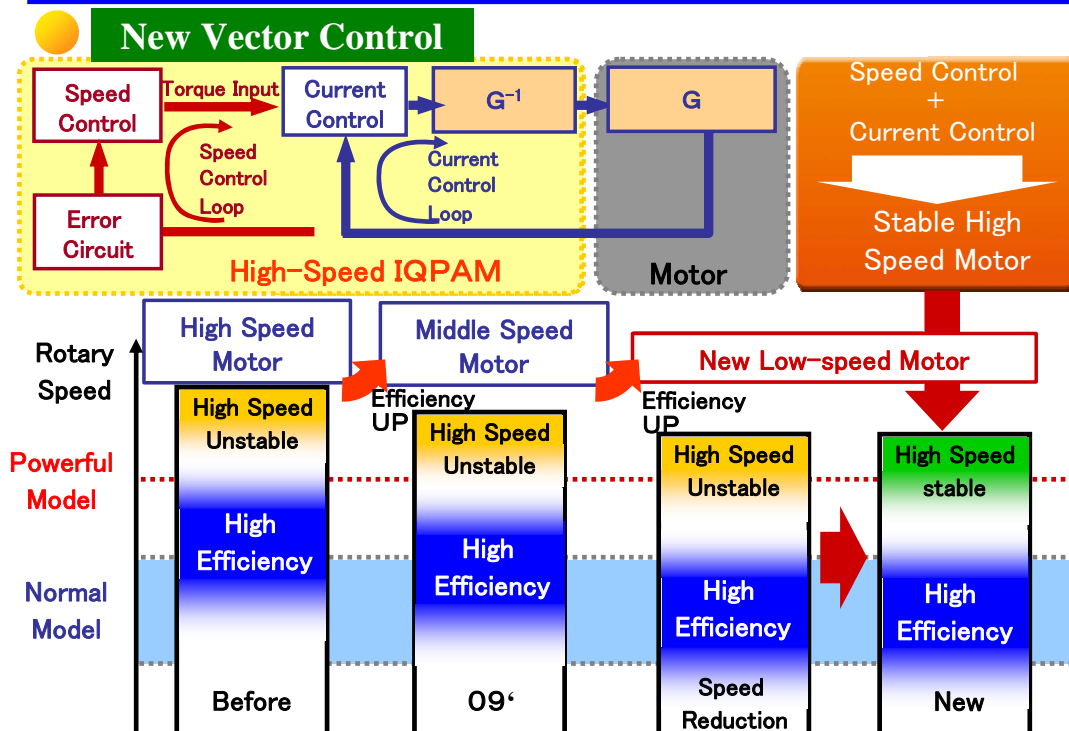 New Vector Control
Speed
Control
Torque Input
Current
Control
G⁻¹
G
Speed
Control
Loop
Current
Control
Loop
Error
Circuit
High-Speed IQPAM
Motor
Speed Control
+
Current Control
Stable High
Speed Motor
Rotary
Speed
High Speed
Motor
Middle Speed
Motor
New Low-speed Motor
Efficiency
UP
Efficiency
UP
Powerful
Model
Normal
Model
High Speed
Unstable
High
Efficiency
Before
High Speed
Unstable
High
Efficiency
09‘
High Speed
Unstable
High
Efficiency
Speed
Reduction
High Speed
stable
High
Efficiency
New